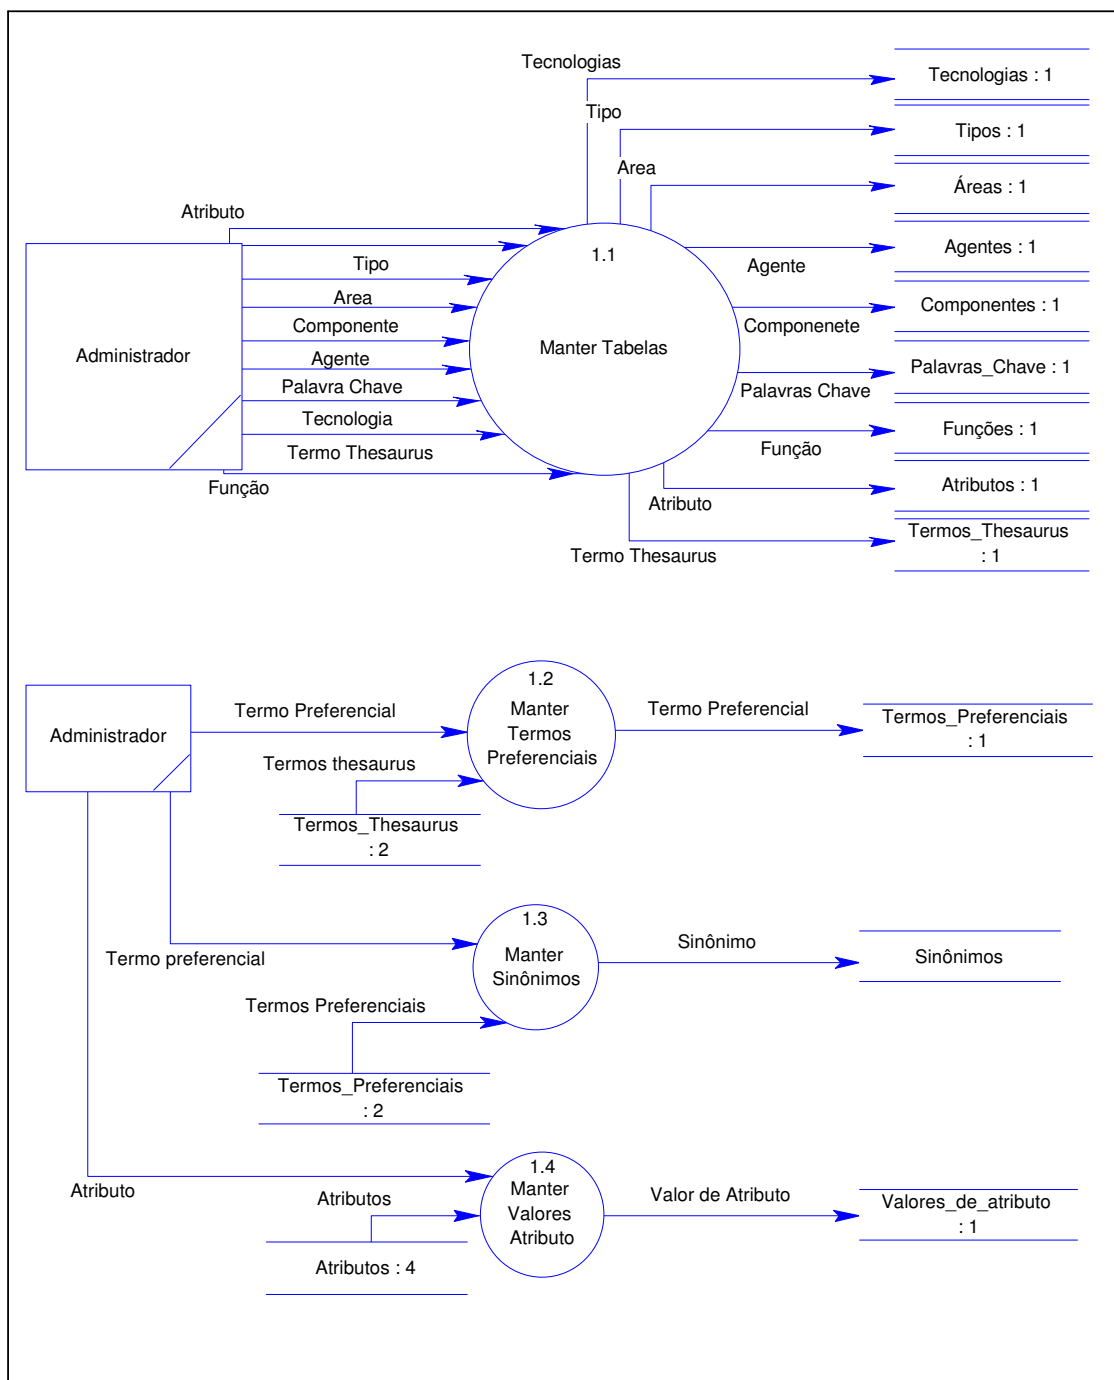 Tecnologias
Tecnologias : 1
Tipo
Tipos : 1
Area
Áreas : 1
Atributo
1.1
Agente
Agentes : 1
Tipo
Area
Componente
Componenete
Componentes : 1
Administrador
Manter Tabelas
Agente
Palavras_Chave : 1
Palavra Chave
Palavras Chave
Tecnologia
Funções : 1
Termo Thesaurus
Função
Função
Atributo
Atributos : 1
Termo Thesaurus
Termos_Thesaurus
: 1
1.2
Administrador
Termo Preferencial
Manter
Termos
Preferenciais
Termo Preferencial
Termos_Preferenciais
: 1
Termos thesaurus
Termos_Thesaurus
: 2
1.3
Termo preferencial
Manter
Sinônimos
Sinônimo
Sinônimos
Termos Preferenciais
Termos_Preferenciais
: 2
1.4
Atributo
Manter
Valores
Atributo
Valor de Atributo
Valores_de_atributo
: 1
Atributos
Atributos : 4